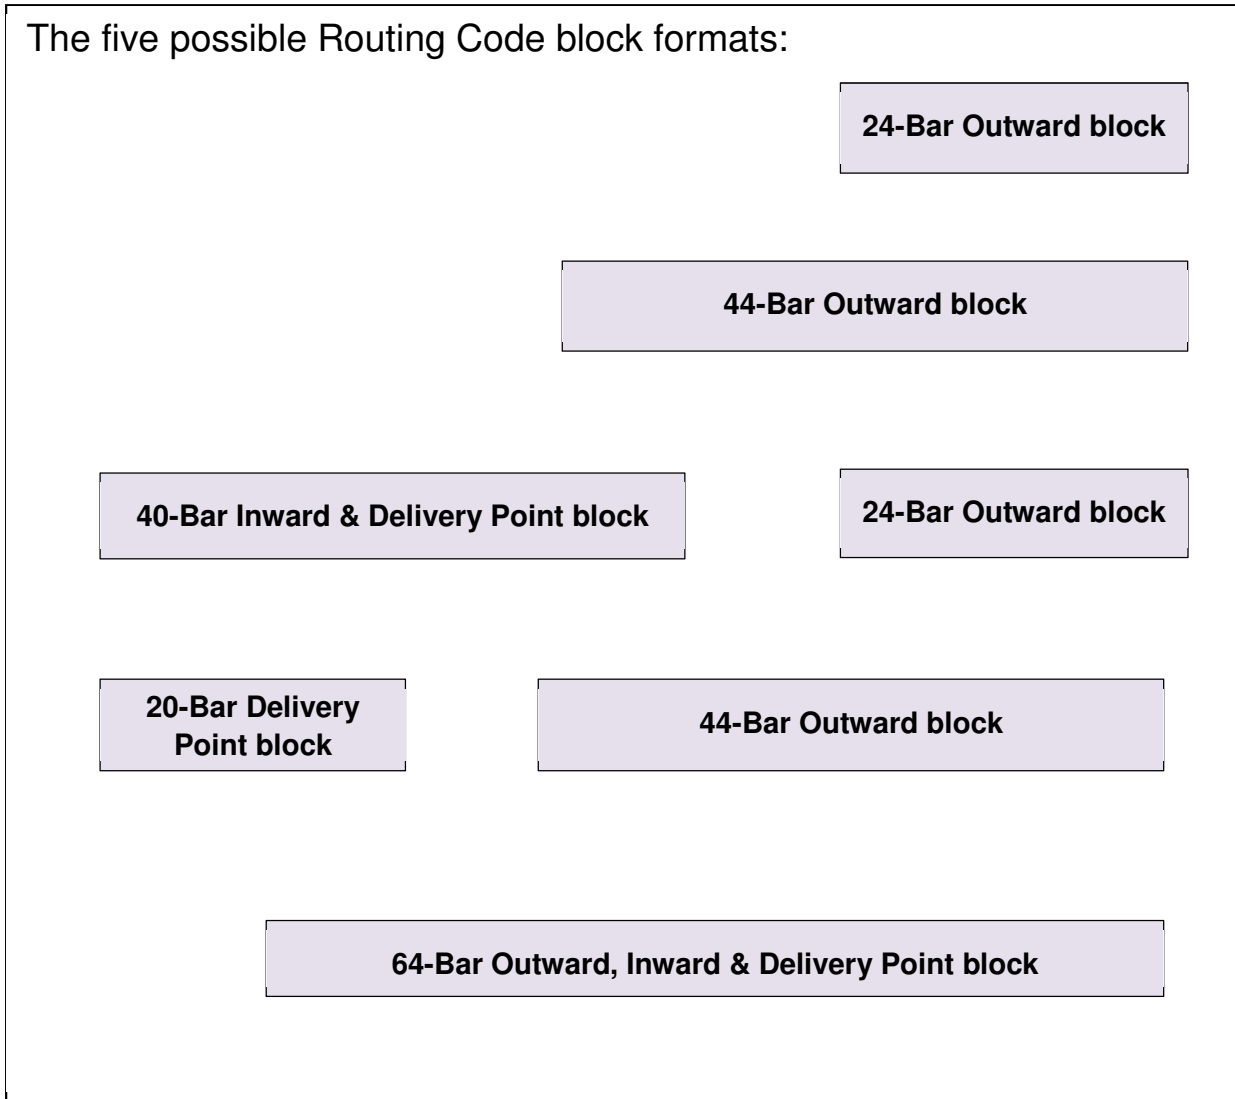 The five possible Routing Code block formats:
24-Bar Outward block
44-Bar Outward block
40-Bar Inward & Delivery Point block
24-Bar Outward block
20-Bar Delivery
Point block
44-Bar Outward block
64-Bar Outward, Inward & Delivery Point block